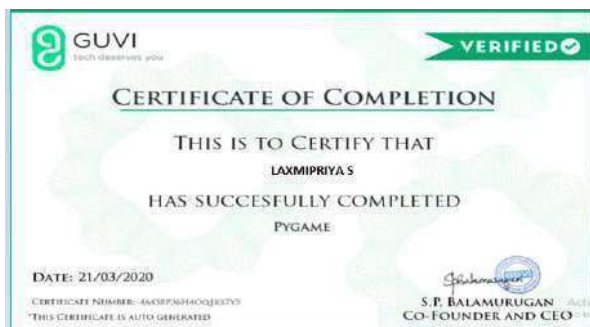 GUVI
tech deserves you
VERIFIED
CERTIFICATE OF COMPLETION
THIS IS TO CERTIFY THAT
LAXMIPRIYA S
HAS SUCCESFULLY COMPLETED
PYGAME
DATE: 21/03/2020
CERTIFICATE NUMBER:
*THIS CERTIFICATE IS AUTO GENERATED
S.P. BALAMURUGAN
CO-FOUNDER AND CEO